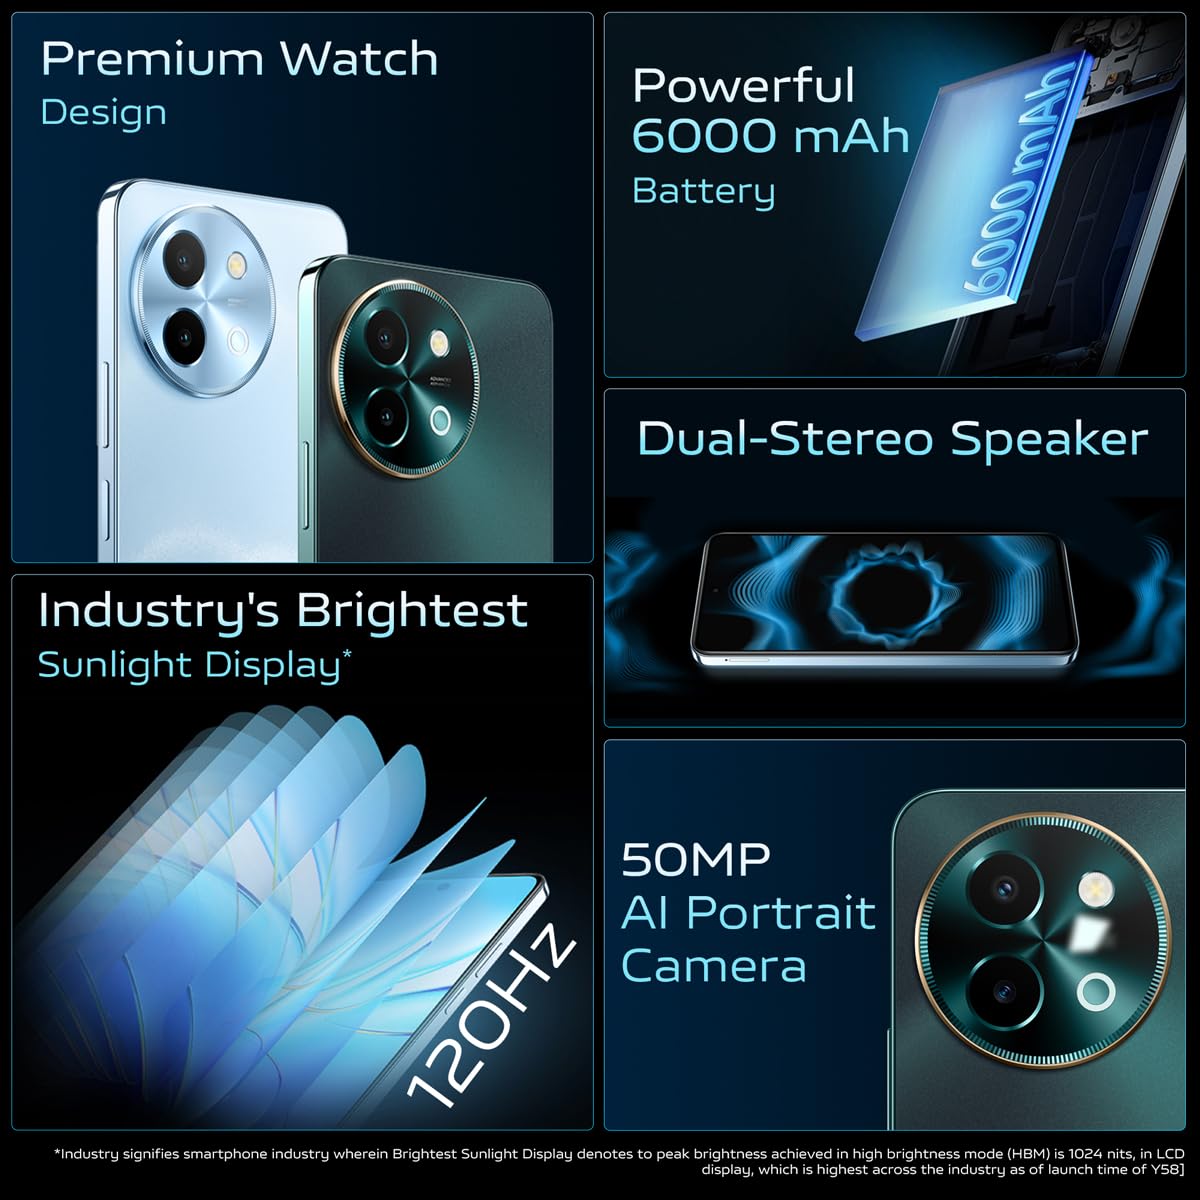 Premium Watch
Design
Powerful
6000 mAh
Battery
6000 mAh
Dual-Stereo Speaker
Industry's Brightest
Sunlight Display*
120Hz
50MP
AI Portrait
Camera
*Industry signifies smartphone industry wherein Brightest Sunlight Display denotes to peak brightness achieved in high brightness mode (HBM) is 1024 nits, in LCD
display, which is highest across the industry as of launch time of Y58]